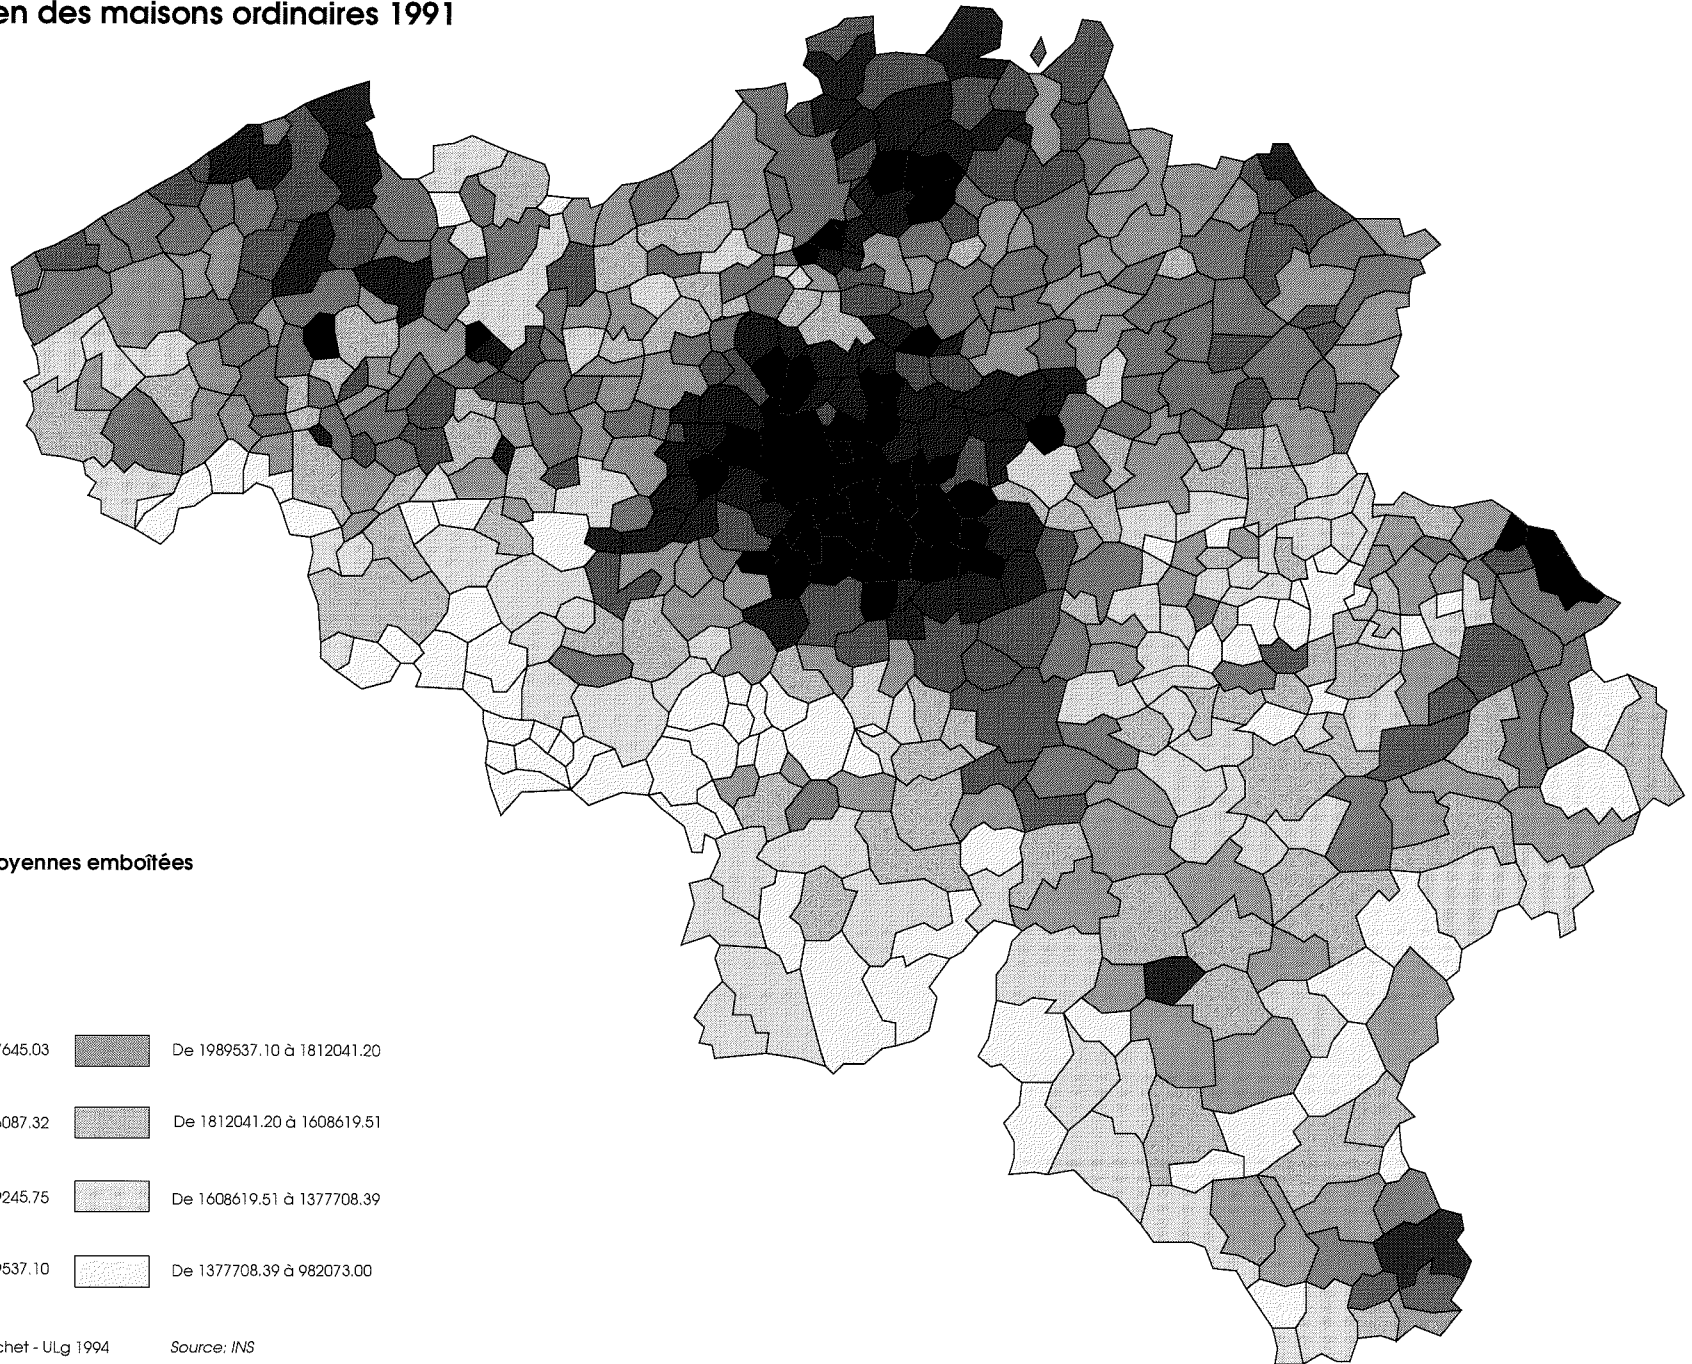 en des maisons ordinaires 1991
oyennes emboîtées
7645.03 De 1989537.10 à 1812041.20
6087.32 De 1812041.20 à 1608619.51
9245.75 De 1608619.51 à 1377708.39
9537.10 De 1377708.39 à 982073.00
chet - ULg 1994 Source: INS